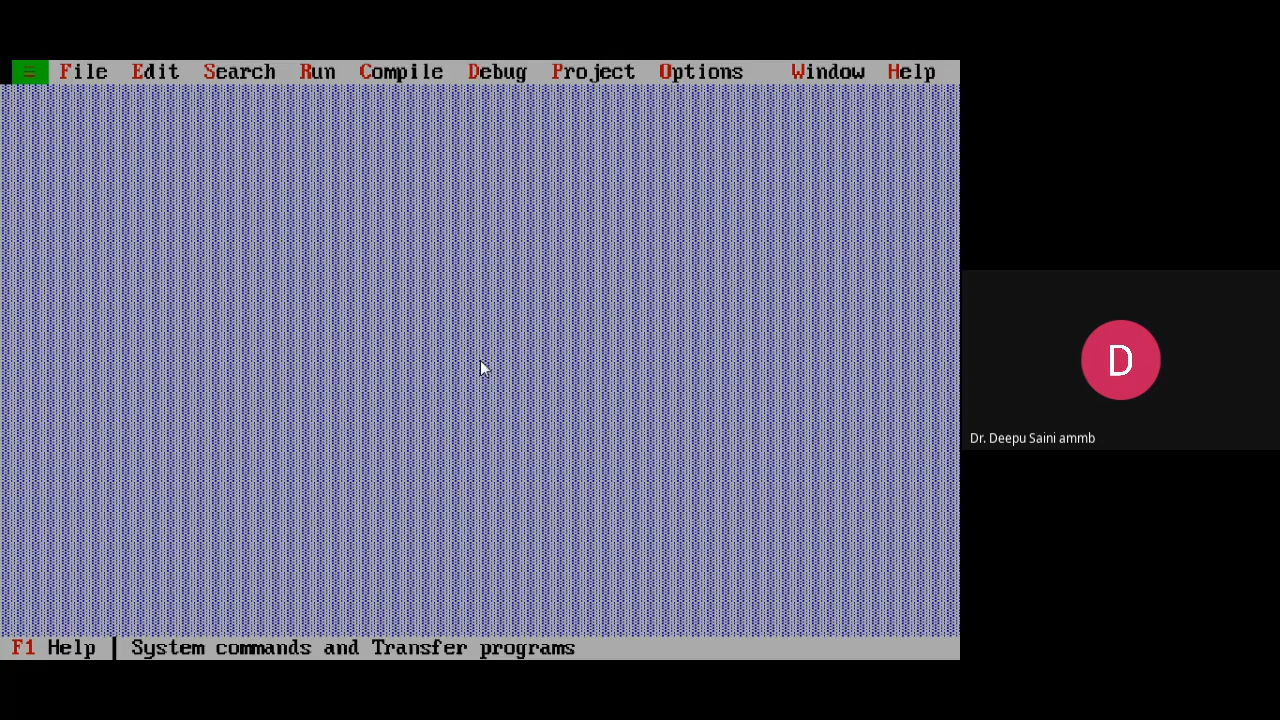 ≡ File Edit Search Run Compile Debug Project Options Window Help
D
Dr. Deepu Saini ammb
F1 Help | System commands and Transfer programs